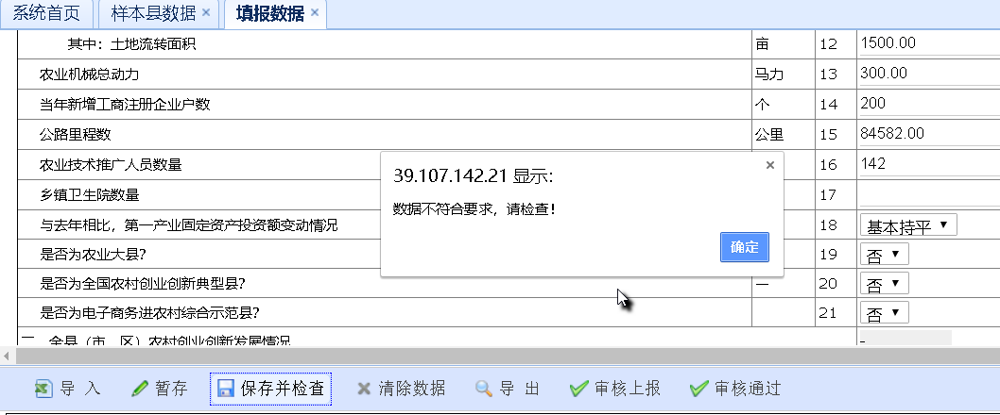 系统首页 样本县数据 × 填报数据 ×
其中：土地流转面积 亩 12 1500.00
农业机械总动力 马力 13 300.00
当年新增工商注册企业户数 个 14 200
公路里程数 公里 15 84582.00
农业技术推广人员数量 16 142
乡镇卫生院数量 17
与去年相比，第一产业固定资产投资额变动情况 18 基本持平
是否为农业大县? 19 否
是否为全国农村创业创新典型县? — 20 否
是否为电子商务进农村综合示范县? 21 否
二、全县（市、区）农村创业创新发展情况 -
39.107.142.21 显示: ×
数据不符合要求，请检查！
确定
导 入 暂存 保存并检查 清除数据 导 出 审核上报 审核通过